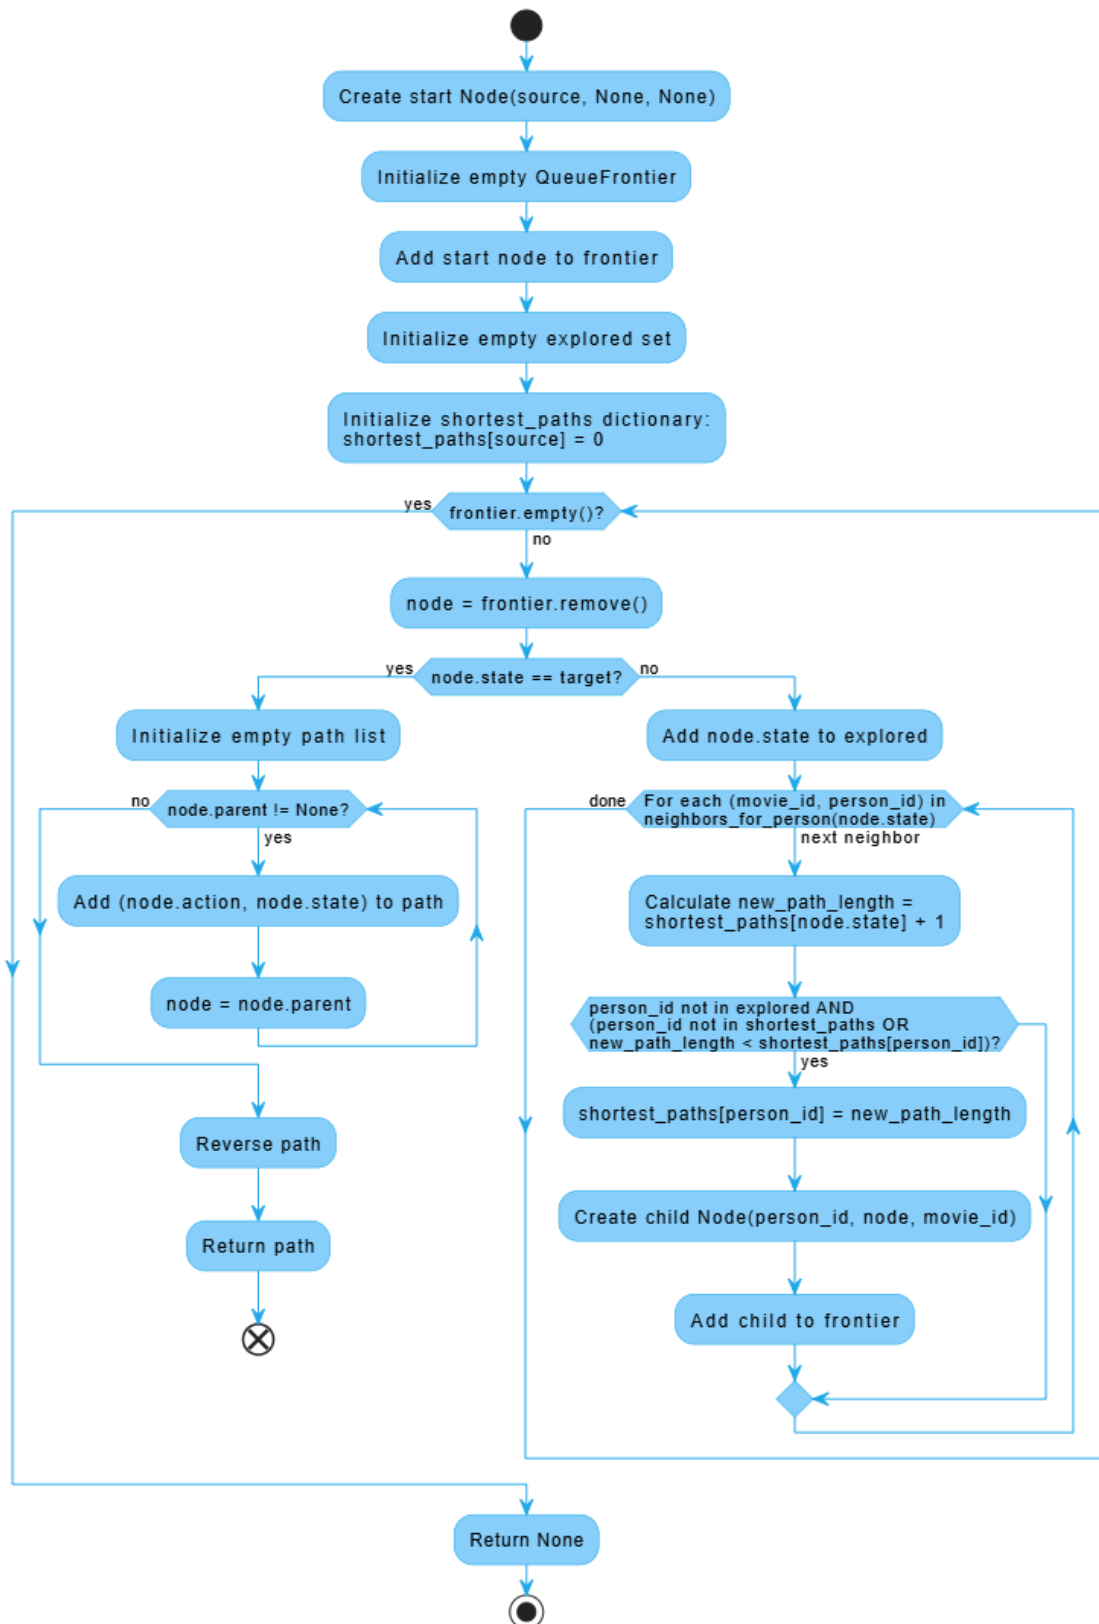 Create start Node(source, None, None)
Initialize empty QueueFrontier
Add start node to frontier
Initialize empty explored set
Initialize shortest_paths dictionary:
shortest_paths[source] = 0
yes
frontier.empty()?
no
node = frontier.remove()
yes
node.state == target?
no
Initialize empty path list
no
node.parent != None?
yes
Add (node.action, node.state) to path
node = node.parent
Reverse path
Return path
Add node.state to explored
done
For each (movie_id, person_id) in
neighbors_for_person(node.state)
next neighbor
Calculate new_path_length =
shortest_paths[node.state] + 1
person_id not in explored AND
(person_id not in shortest_paths OR
new_path_length < shortest_paths[person_id])?
yes
shortest_paths[person_id] = new_path_length
Create child Node(person_id, node, movie_id)
Add child to frontier
Return None